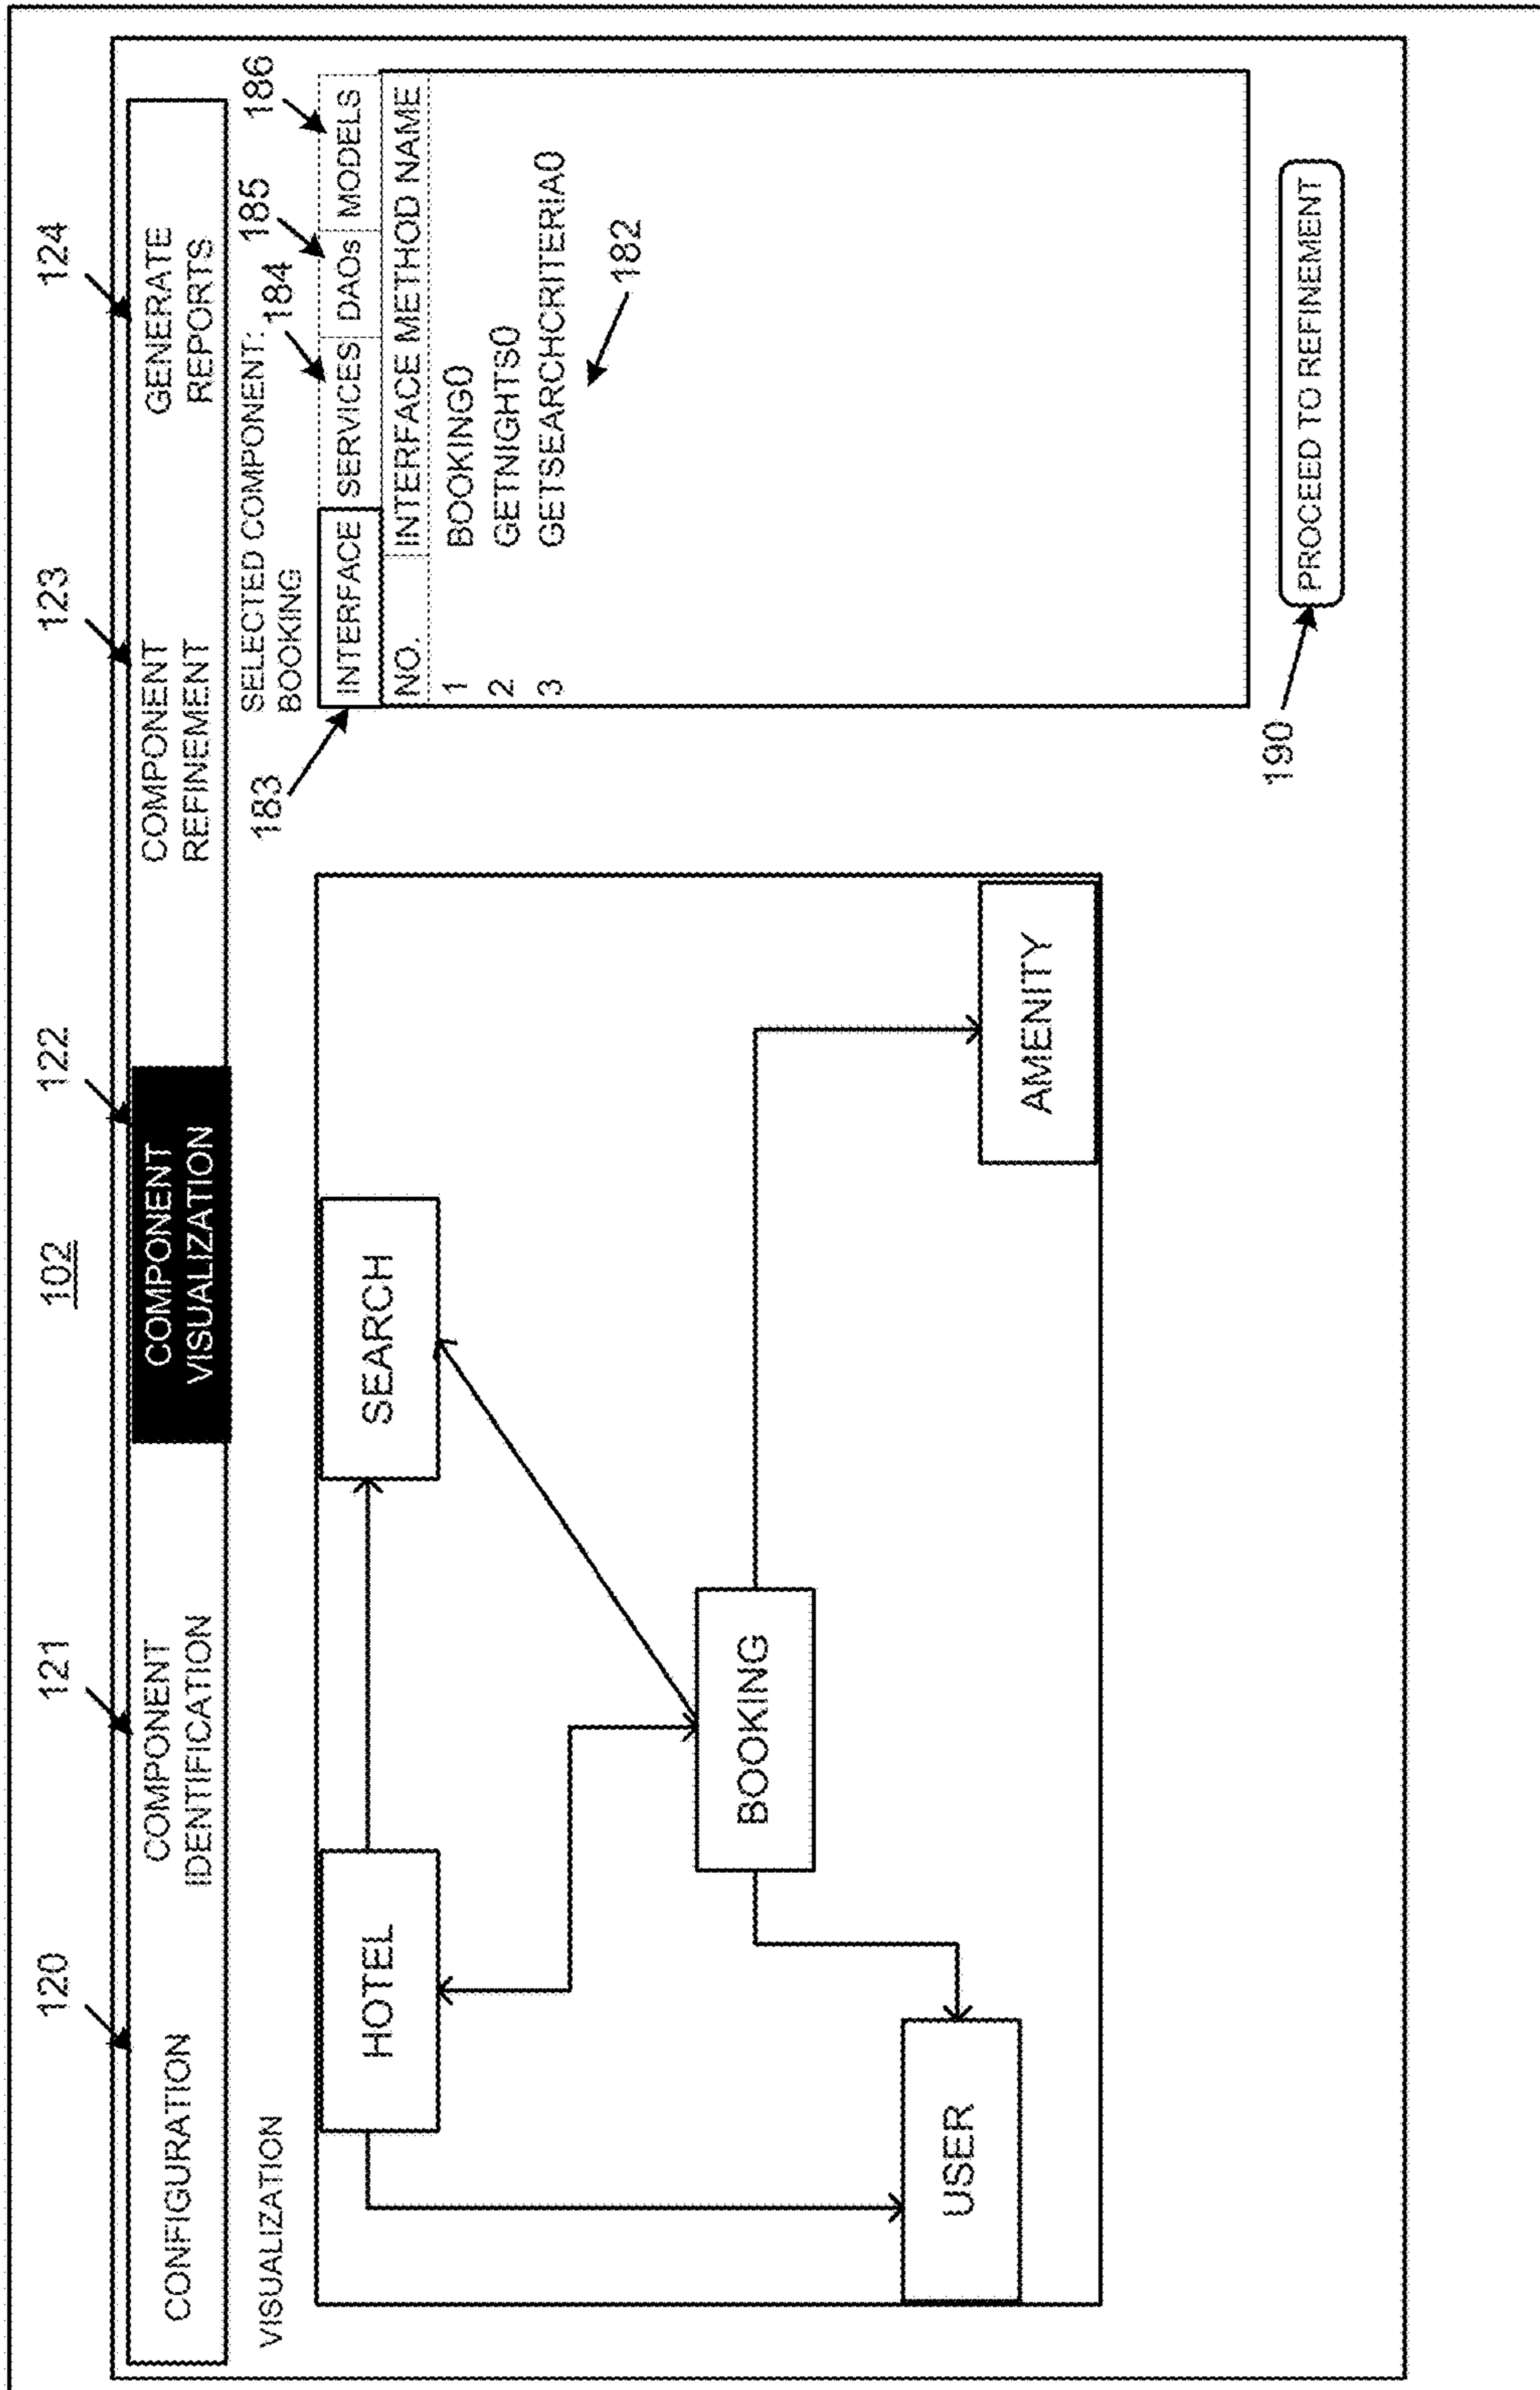 102
120
121
122
123
124
CONFIGURATION
COMPONENT
IDENTIFICATION
COMPONENT
VISUALIZATION
COMPONENT
REFINEMENT
GENERATE
REPORTS
VISUALIZATION
HOTEL
SEARCH
BOOKING
USER
AMENITY
SELECTED COMPONENT:
BOOKING
183
184
185
186
INTERFACE SERVICES DAOs MODELS
NO. INTERFACE METHOD NAME
1 BOOKING()
2 GETNIGHTS()
3 GETSEARCHCRITERIA()
182
190
PROCEED TO REFINEMENT